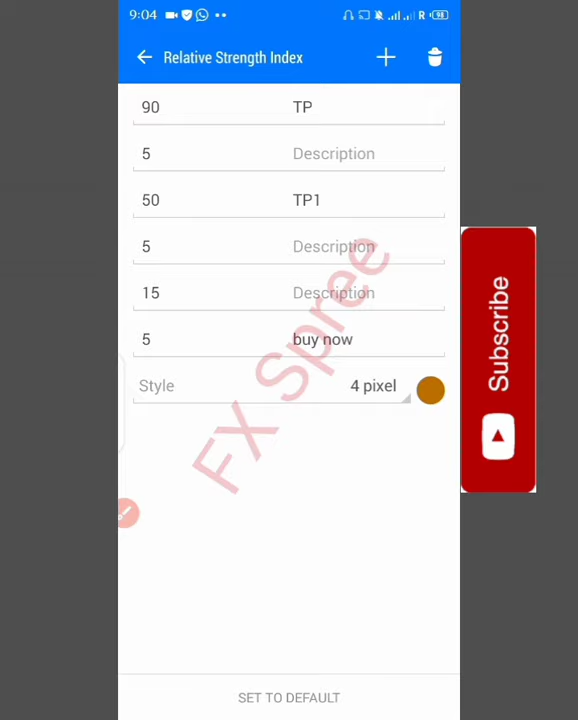 9:04 R 98
Relative Strength Index
90 TP
5 Description
50 TP1
5 Description
15 Description
5 buy now
Style 4 pixel
SET TO DEFAULT
FX Spree
Subscribe